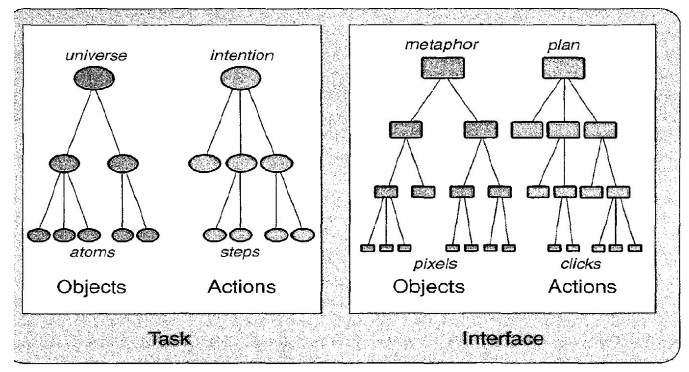 universe
intention
atoms
steps
Objects
Actions
Task
metaphor
plan
pixels
clicks
Objects
Actions
Interface